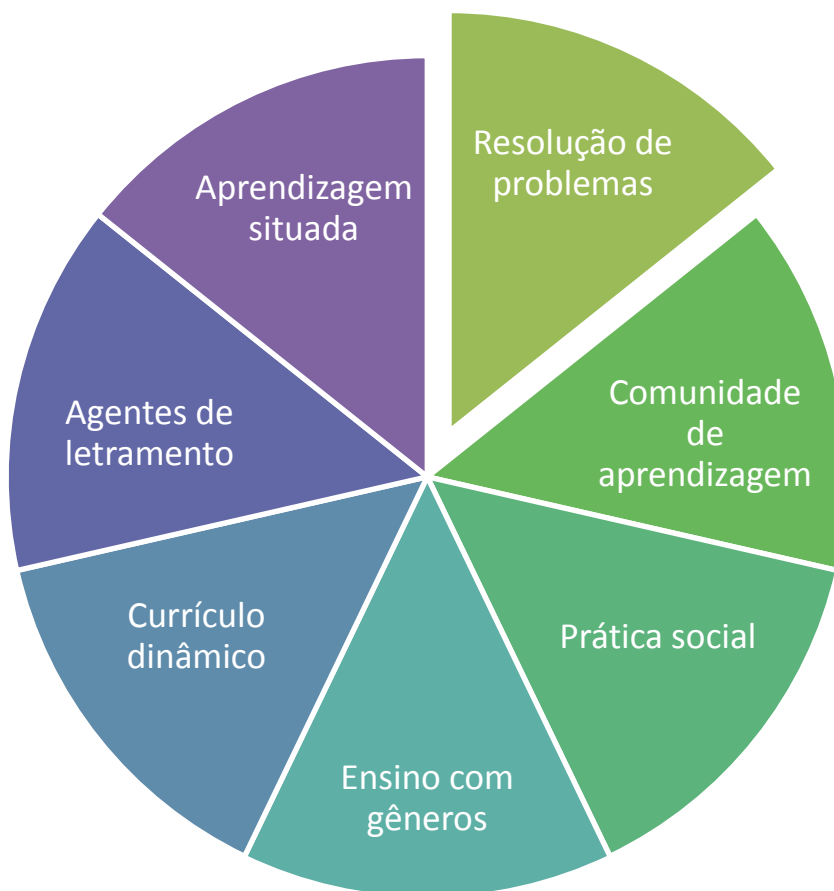 Resolução de
problemas
Comunidade
de
aprendizagem
Prática social
Ensino com
gêneros
Currículo
dinâmico
Agentes de
letramento
Aprendizagem
situada